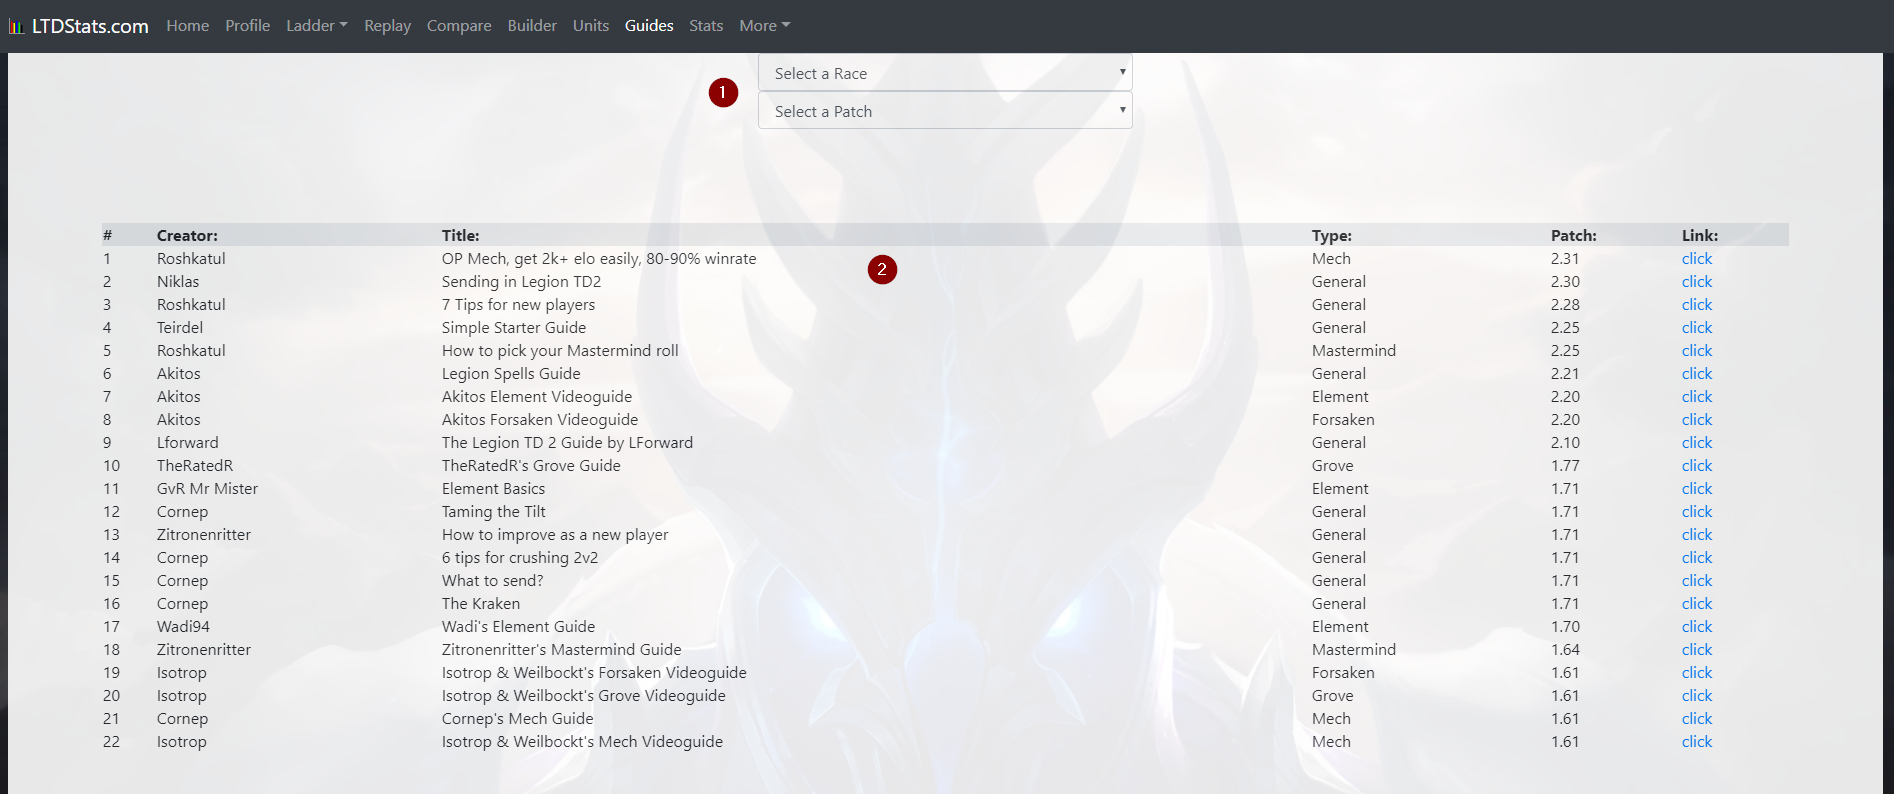 LTDStats.com Home Profile Ladder Replay Compare Builder Units Guides Stats More
Select a Race
1
Select a Patch
# Creator: Title: Type: Patch: Link:
1 Roshkatul OP Mech, get 2k+ elo easily, 80-90% winrate Mech 2.31 click
2
2 Niklas Sending in Legion TD2 General 2.30 click
3 Roshkatul 7 Tips for new players General 2.28 click
4 Teirdel Simple Starter Guide General 2.25 click
5 Roshkatul How to pick your Mastermind roll Mastermind 2.25 click
6 Akitos Legion Spells Guide General 2.21 click
7 Akitos Akitos Element Videoguide Element 2.20 click
8 Akitos Akitos Forsaken Videoguide Forsaken 2.20 click
9 Lforward The Legion TD 2 Guide by LForward General 2.10 click
10 TheRatedR TheRatedR's Grove Guide Grove 1.77 click
11 GvR Mr Mister Element Basics Element 1.71 click
12 Cornep Taming the Tilt General 1.71 click
13 Zitronenritter How to improve as a new player General 1.71 click
14 Cornep 6 tips for crushing 2v2 General 1.71 click
15 Cornep What to send? General 1.71 click
16 Cornep The Kraken General 1.71 click
17 Wadi94 Wadi's Element Guide Element 1.70 click
18 Zitronenritter Zitronenritter's Mastermind Guide Mastermind 1.64 click
19 Isotrop Isotrop & Weilbockt's Forsaken Videoguide Forsaken 1.61 click
20 Isotrop Isotrop & Weilbockt's Grove Videoguide Grove 1.61 click
21 Cornep Cornep's Mech Guide Mech 1.61 click
22 Isotrop Isotrop & Weilbockt's Mech Videoguide Mech 1.61 click